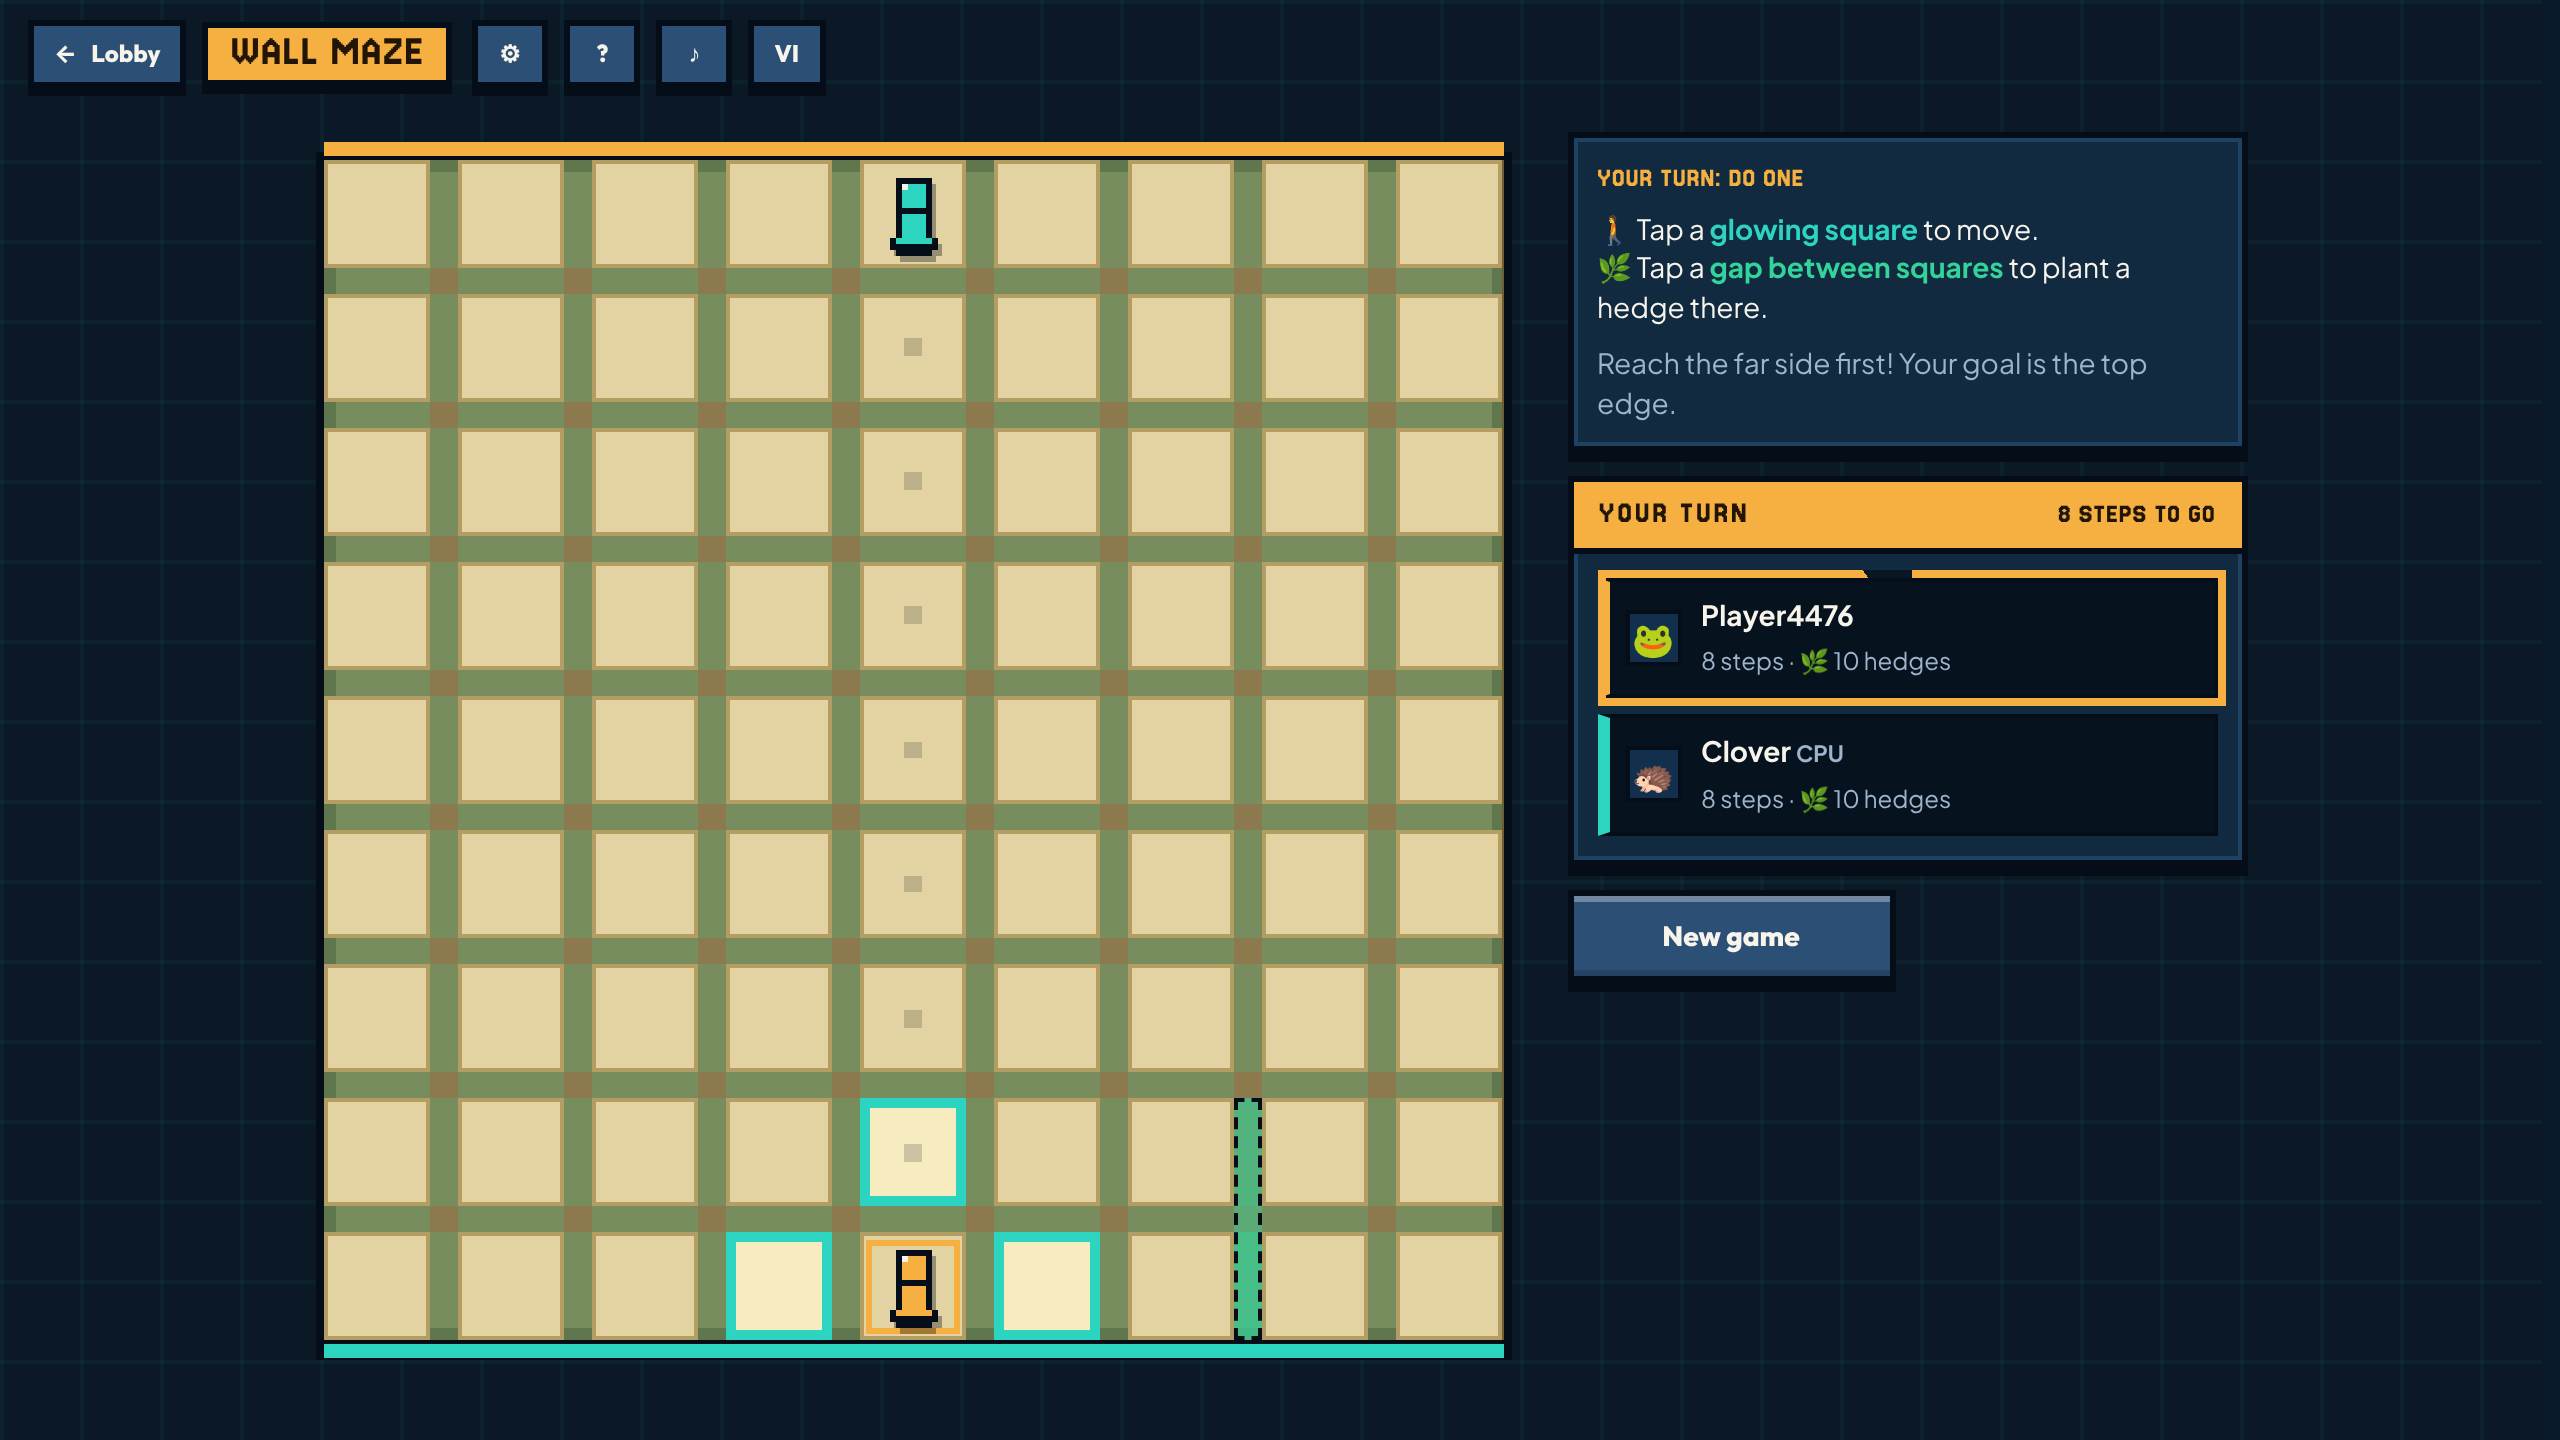 ← Lobby
WALL MAZE
?
VI
YOUR TURN: DO ONE
Tap a glowing square to move.
Tap a gap between squares to plant a
hedge there.
Reach the far side first! Your goal is the top
edge.
YOUR TURN
8 STEPS TO GO
Player4476
8 steps · 🌿 10 hedges
Clover CPU
8 steps · 🌿 10 hedges
New game